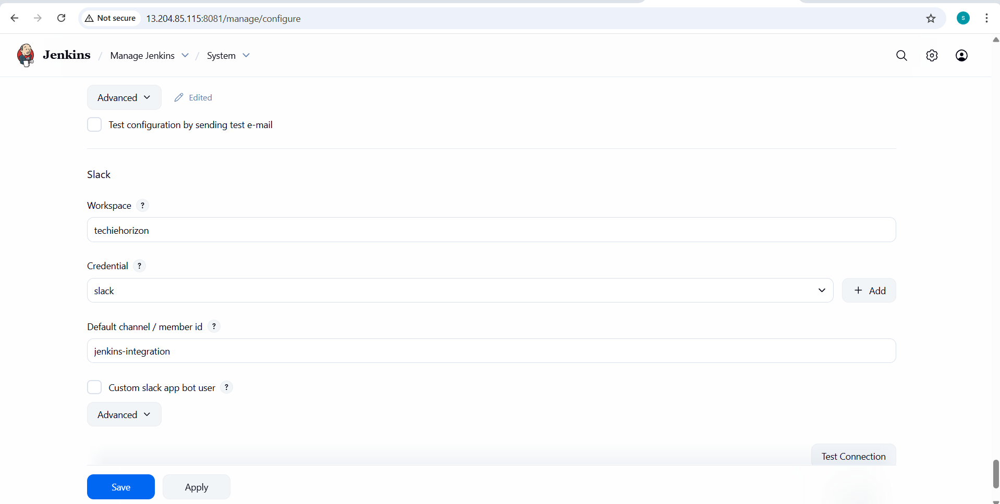 Not secure 13.204.85.115:8081/manage/configure S
Jenkins / Manage Jenkins / System
Advanced Edited
Test configuration by sending test e-mail
Slack
Workspace ?
techiehorizon
Credential ?
slack
+ Add
Default channel / member id ?
jenkins-integration
Custom slack app bot user ?
Advanced
Test Connection
Save Apply